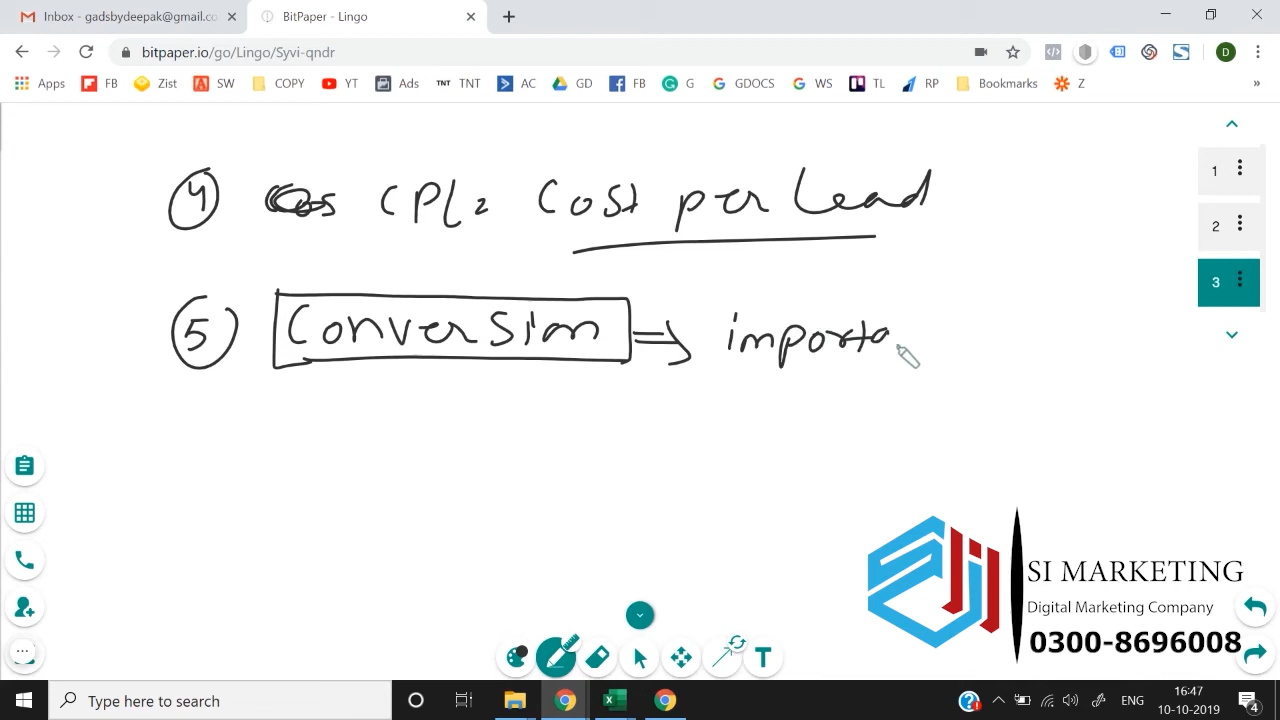 Inbox - gadsbydeepak@gmail.co
BitPaper - Lingo
bitpaper.io/go/Lingo/Syvi-qndr
D
Apps FB Zist SW COPY YT Ads TNT TNT AC GD FB G GDOCS WS TL RP Bookmarks Z »
4 CPL = Cost per Lead
5 Conversion => importa
1
2
3
SI MARKETING
Digital Marketing Company
0300-8696008
T
Type here to search
ENG
16:47
10-10-2019
4